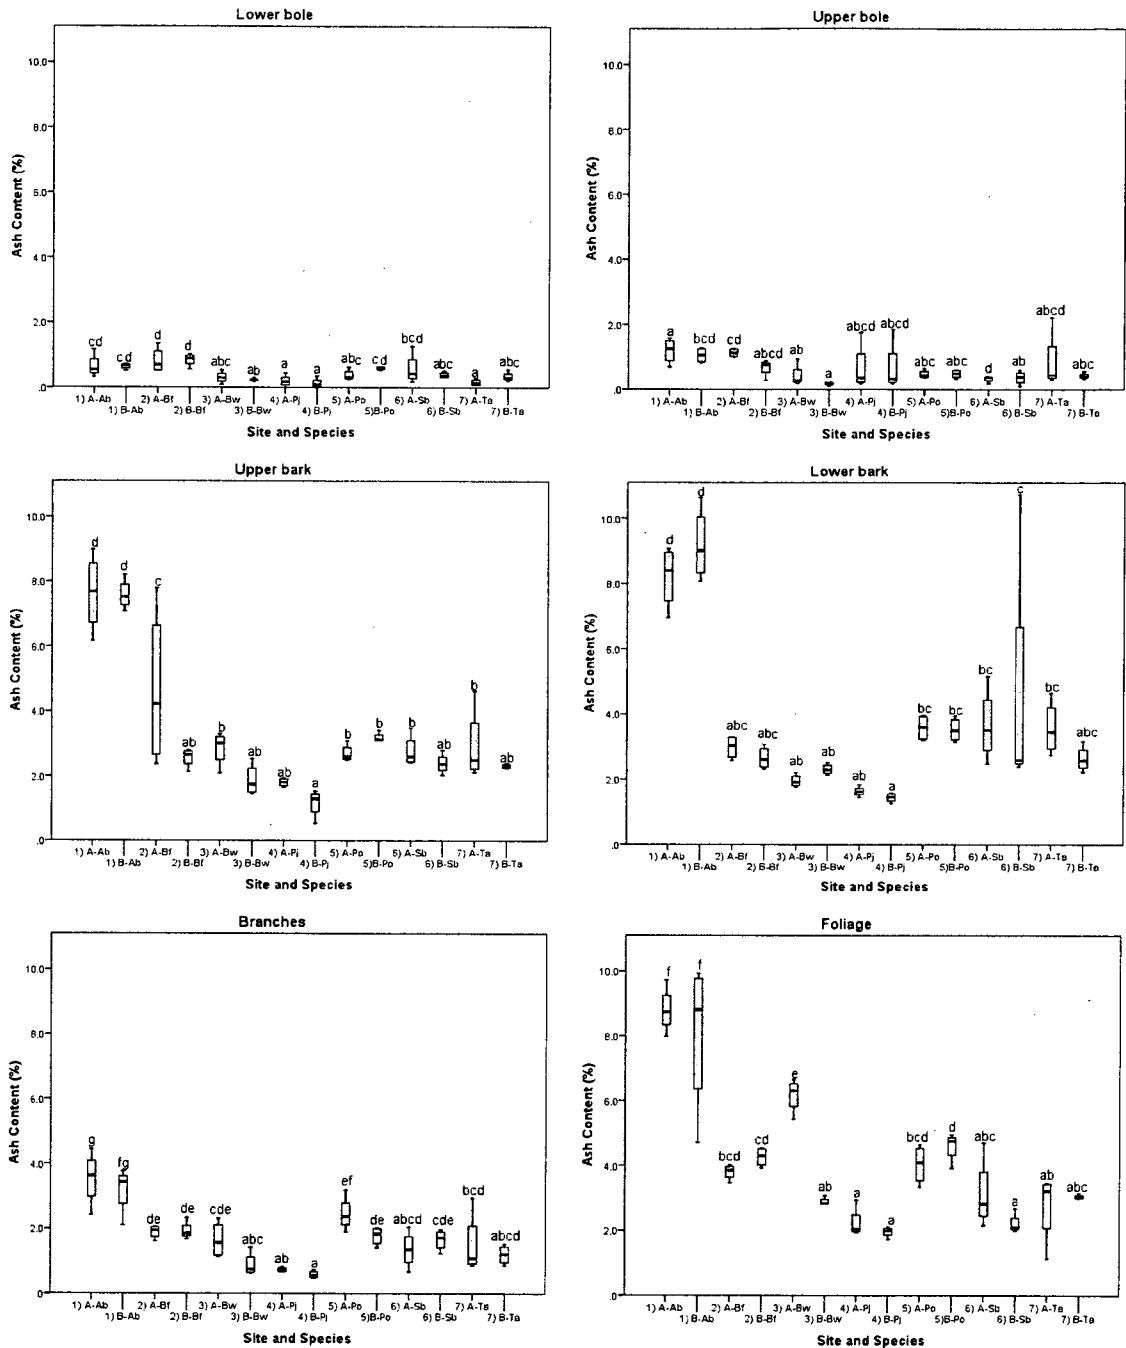 Lower bole
10.0
8.0
6.0
4.0
2.0
.0
Ash Content (%)
cd cd d d abc ab a a abc cd bcd abc a abc
1) A-Ab 2) A-Bf 3) A-Bw 4) A-Pj 5) A-Po 6) A-Sb 7) A-Ta
1) B-Ab 2) B-Bf 3) B-Bw 4) B-Pj 5)B-Po 6) B-Sb 7) B-Ta
Site and Species
Upper bole
10.0
8.0
6.0
4.0
2.0
.0
Ash Content (%)
a bcd cd abcd ab a abcd abcd abc abc d ab abcd abc
1) A-Ab 2) A-Bf 3) A-Bw 4) A-Pj 5) A-Po 6) A-Sb 7) A-Ta
1) B-Ab 2) B-Bf 3) B-Bw 4) B-Pj 5)B-Po 6) B-Sb 7) B-Ta
Site and Species
Upper bark
10.0
8.0
6.0
4.0
2.0
.0
Ash Content (%)
d d c ab b ab ab a b b b ab b ab
1) A-Ab 2) A-Bf 3) A-Bw 4) A-Pj 5) A-Po 6) A-Sb 7) A-Ta
1) B-Ab 2) B-Bf 3) B-Bw 4) B-Pj 5)B-Po 6) B-Sb 7) B-Ta
Site and Species
Lower bark
10.0
8.0
6.0
4.0
2.0
.0
Ash Content (%)
d d abc abc ab ab ab a bc bc bc c bc abc
1) A-Ab 2) A-Bf 3) A-Bw 4) A-Pj 5) A-Po 6) A-Sb 7) A-Ta
1) B-Ab 2) B-Bf 3) B-Bw 4) B-Pj 5)B-Po 6) B-Sb 7) B-Ta
Site and Species
Branches
10.0
8.0
6.0
4.0
2.0
.0
Ash Content (%)
g fg de de cde abc ab a ef de abcd cde bcd abcd
1) A-Ab 2) A-Bf 3) A-Bw 4) A-Pj 5) A-Po 6) A-Sb 7) A-Ta
1) B-Ab 2) B-Bf 3) B-Bw 4) B-Pj 5)B-Po 6) B-Sb 7) B-Ta
Site and Species
Foliage
10.0
8.0
6.0
4.0
2.0
.0
Ash Content (%)
f f bcd cd e ab a a bcd d abc a ab abc
1) A-Ab 2) A-Bf 3) A-Bw 4) A-Pj 5) A-Po 6) A-Sb 7) A-Ta
1) B-Ab 2) B-Bf 3) B-Bw 4) B-Pj 5)B-Po 6) B-Sb 7) B-Ta
Site and Species